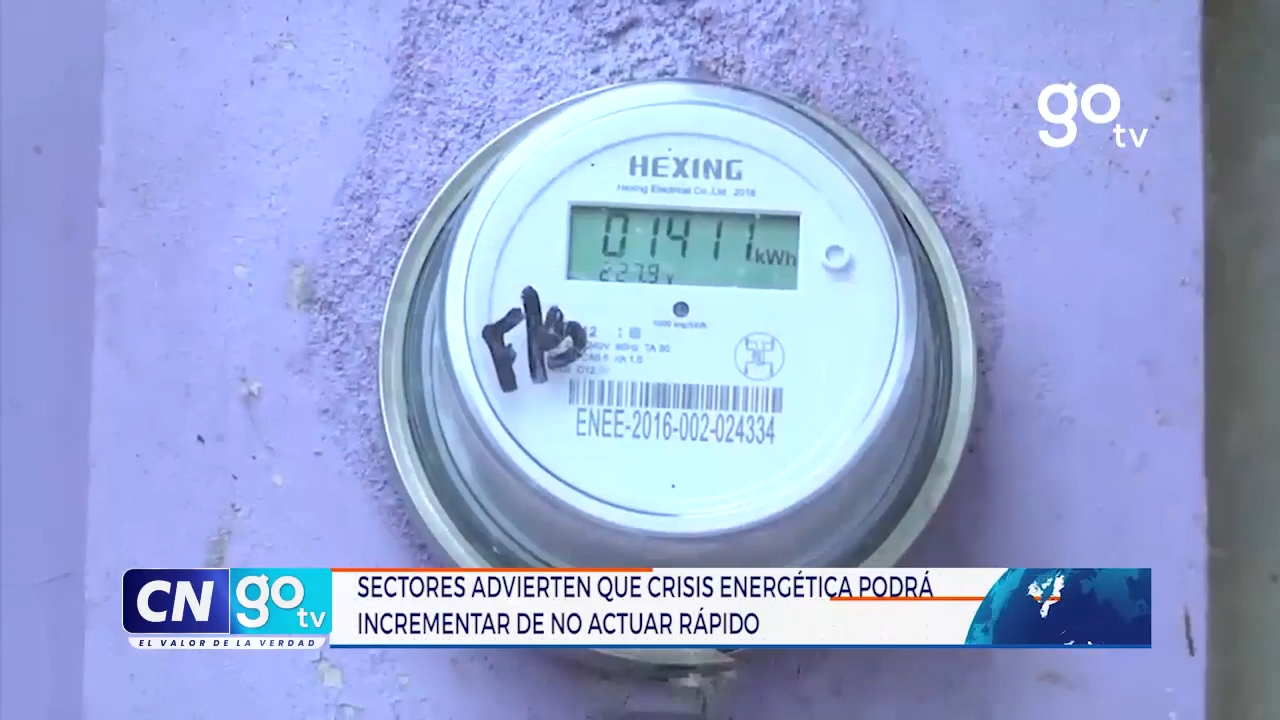 go
tv
HEXING
Hexing Electrical Co.,Ltd 2016
01411 kWh
227.9 v
ENEE-2016-002-024334
CN go tv
EL VALOR DE LA VERDAD
SECTORES ADVIERTEN QUE CRISIS ENERGÉTICA PODRÁ
INCREMENTAR DE NO ACTUAR RÁPIDO